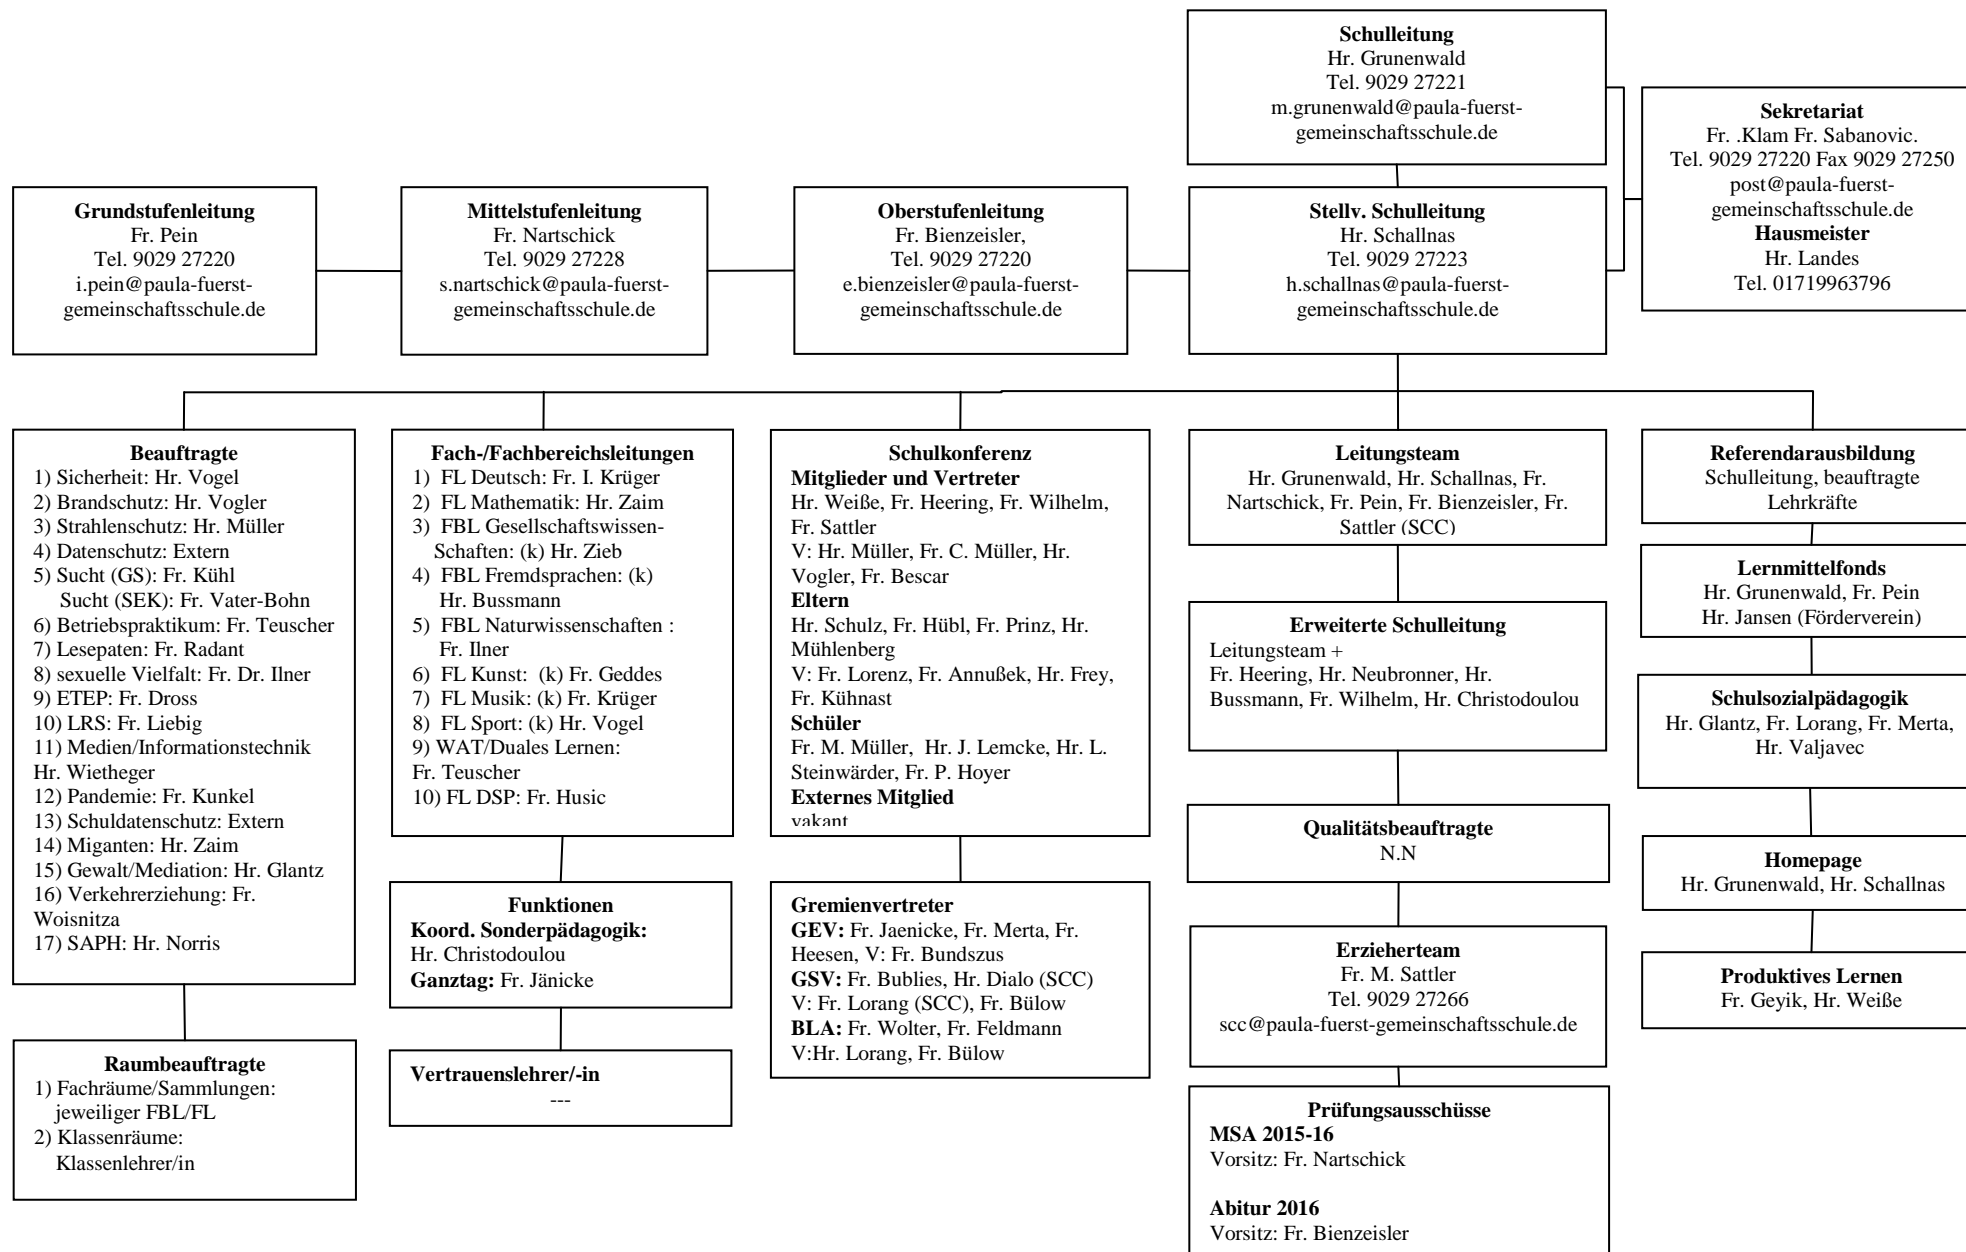 Schulleitung
Hr. Grunenwald
Tel. 9029 27221
m.grunenwald@paula-fuerst-
gemeinschaftsschule.de
Sekretariat
Fr. .Klam Fr. Sabanovic.
Tel. 9029 27220 Fax 9029 27250
post@paula-fuerst-
gemeinschaftsschule.de
Hausmeister
Hr. Landes
Tel. 01719963796
Grundstufenleitung
Fr. Pein
Tel. 9029 27220
i.pein@paula-fuerst-
gemeinschaftsschule.de
Mittelstufenleitung
Fr. Nartschick
Tel. 9029 27228
s.nartschick@paula-fuerst-
gemeinschaftsschule.de
Oberstufenleitung
Fr. Bienzeisler,
Tel. 9029 27220
e.bienzeisler@paula-fuerst-
gemeinschaftsschule.de
Stellv. Schulleitung
Hr. Schallnas
Tel. 9029 27223
h.schallnas@paula-fuerst-
gemeinschaftsschule.de
Beauftragte
1) Sicherheit: Hr. Vogel
2) Brandschutz: Hr. Vogler
3) Strahlenschutz: Hr. Müller
4) Datenschutz: Extern
5) Sucht (GS): Fr. Kühl
Sucht (SEK): Fr. Vater-Bohn
6) Betriebspraktikum: Fr. Teuscher
7) Lesepaten: Fr. Radant
8) sexuelle Vielfalt: Fr. Dr. Ilner
9) ETEP: Fr. Dross
10) LRS: Fr. Liebig
11) Medien/Informationstechnik
Hr. Wietheger
12) Pandemie: Fr. Kunkel
13) Schuldatenschutz: Extern
14) Miganten: Hr. Zaim
15) Gewalt/Mediation: Hr. Glantz
16) Verkehrerziehung: Fr.
Woisnitza
17) SAPH: Hr. Norris
Raumbeauftragte
1) Fachräume/Sammlungen:
jeweiliger FBL/FL
2) Klassenräume:
Klassenlehrer/in
Fach-/Fachbereichsleitungen
1) FL Deutsch: Fr. I. Krüger
2) FL Mathematik: Hr. Zaim
3) FBL Gesellschaftswissen-
Schaften: (k) Hr. Zieb
4) FBL Fremdsprachen: (k)
Hr. Bussmann
5) FBL Naturwissenschaften :
Fr. Ilner
6) FL Kunst: (k) Fr. Geddes
7) FL Musik: (k) Fr. Krüger
8) FL Sport: (k) Hr. Vogel
9) WAT/Duales Lernen:
Fr. Teuscher
10) FL DSP: Fr. Husic
Funktionen
Koord. Sonderpädagogik:
Hr. Christodoulou
Ganztag: Fr. Jänicke
Vertrauenslehrer/-in
---
Schulkonferenz
Mitglieder und Vertreter
Hr. Weiße, Fr. Heering, Fr. Wilhelm,
Fr. Sattler
V: Hr. Müller, Fr. C. Müller, Hr.
Vogler, Fr. Bescar
Eltern
Hr. Schulz, Fr. Hübl, Fr. Prinz, Hr.
Mühlenberg
V: Fr. Lorenz, Fr. Annußek, Hr. Frey,
Fr. Kühnast
Schüler
Fr. M. Müller, Hr. J. Lemcke, Hr. L.
Steinwärder, Fr. P. Hoyer
Externes Mitglied
vakant
Gremienvertreter
GEV: Fr. Jaenicke, Fr. Merta, Fr.
Heesen, V: Fr. Bundszus
GSV: Fr. Bublies, Hr. Dialo (SCC)
V: Fr. Lorang (SCC), Fr. Bülow
BLA: Fr. Wolter, Fr. Feldmann
V:Hr. Lorang, Fr. Bülow
Leitungsteam
Hr. Grunenwald, Hr. Schallnas, Fr.
Nartschick, Fr. Pein, Fr. Bienzeisler, Fr.
Sattler (SCC)
Erweiterte Schulleitung
Leitungsteam +
Fr. Heering, Hr. Neubronner, Hr.
Bussmann, Fr. Wilhelm, Hr. Christodoulou
Qualitätsbeauftragte
N.N
Erzieherteam
Fr. M. Sattler
Tel. 9029 27266
scc@paula-fuerst-gemeinschaftsschule.de
Prüfungsausschüsse
MSA 2015-16
Vorsitz: Fr. Nartschick
Abitur 2016
Vorsitz: Fr. Bienzeisler
Referendarausbildung
Schulleitung, beauftragte
Lehrkräfte
Lernmittelfonds
Hr. Grunenwald, Fr. Pein
Hr. Jansen (Förderverein)
Schulsozialpädagogik
Hr. Glantz, Fr. Lorang, Fr. Merta,
Hr. Valjavec
Homepage
Hr. Grunenwald, Hr. Schallnas
Produktives Lernen
Fr. Geyik, Hr. Weiße